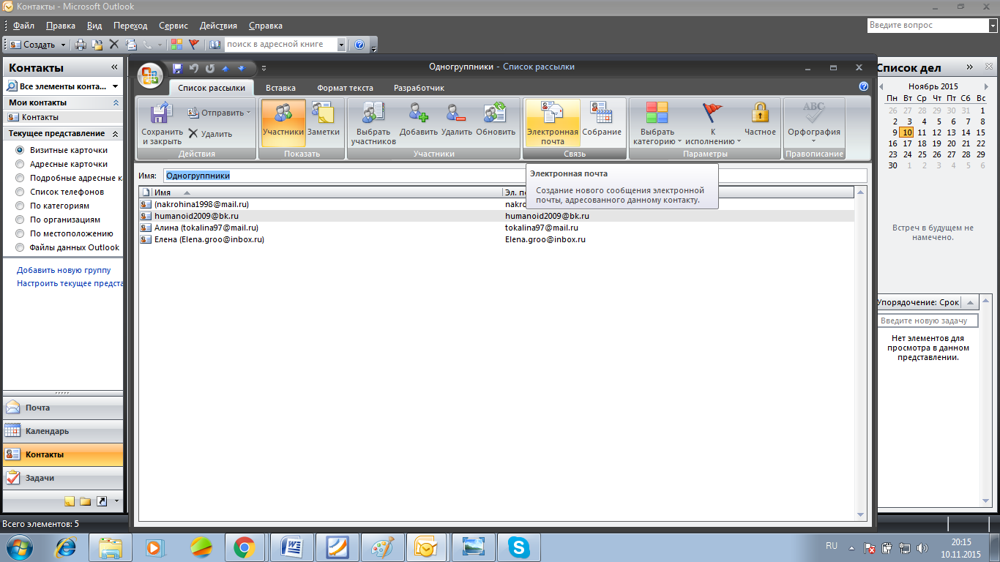 Контакты - Microsoft Outlook
Файл Правка Вид Переход Сервис Действия Справка
Введите вопрос
Создать поиск в адресной книге
Контакты «
Все элементы конта...
Мои контакты
Контакты
Текущее представление
Визитные карточки
Адресные карточки
Подробные адресные к
Список телефонов
По категориям
По организациям
По местоположению
Файлы данных Outlook
Добавить новую группу
Настроить текущее предста
Почта
Календарь
Контакты
Задачи
Всего элементов: 5
Одногруппники - Список рассылки
Список рассылки Вставка Формат текста Разработчик
Сохранить и закрыть
Отправить
Удалить
Действия
Участники Заметки
Показать
Выбрать участников Добавить Удалить Обновить
Участники
Электронная почта Собрание
Связь
Выбрать категорию К исполнению Частное
Параметры
ABC
Орфография
Правописание
Имя: Одногруппники
Имя Эл. по
Электронная почта
Создание нового сообщения электронной
почты, адресованного данному контакту.
(nakrohina1998@mail.ru) nakro
humanoid2009@bk.ru humanoid2009@bk.ru
Алина (tokalina97@mail.ru) tokalina97@mail.ru
Елена (Elena.groo@inbox.ru) Elena.groo@inbox.ru
Список дел »
Ноябрь 2015
Пн Вт Ср Чт Пт Сб Вс
26 27 28 29 30 31 1
2 3 4 5 6 7 8
9 10 11 12 13 14 15
16 17 18 19 20 21 22
23 24 25 26 27 28 29
30 1 2 3 4 5 6
Встреч в будущем не
намечено.
Упорядочение: Срок
Введите новую задачу
Нет элементов для
просмотра в данном
представлении.
RU
20:15
10.11.2015